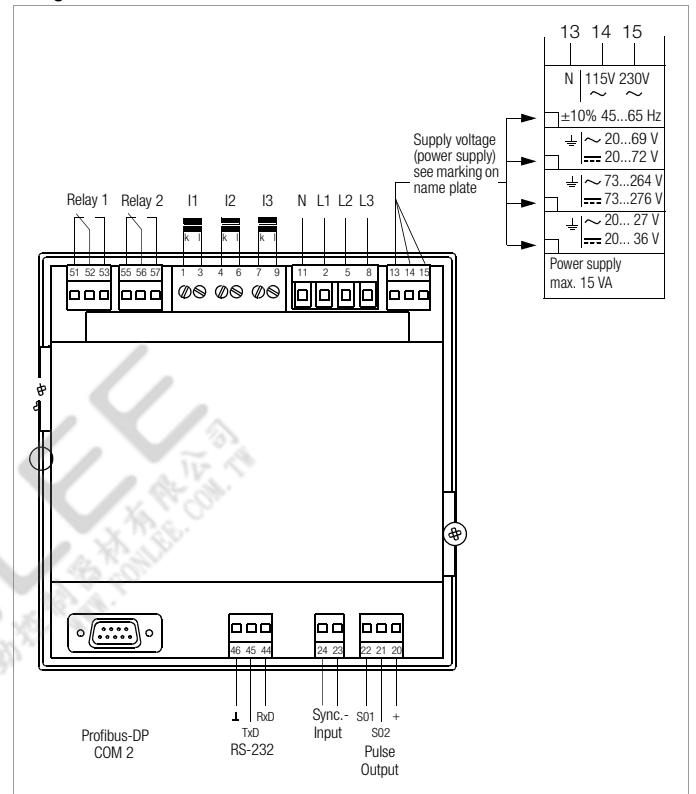 13 14 15
N 115V 230V
~ ~
±10% 45...65 Hz
~ 20...69 V
20...72 V
~ 73...264 V
73...276 V
~ 20... 27 V
20... 36 V
Power supply
max. 15 VA
Supply voltage
(power supply)
see marking on
name plate
Relay 1 Relay 2 I1 I2 I3 N L1 L2 L3
k l k l k l
51 52 53 55 56 57 1 3 4 6 7 9 11 2 5 8 13 14 15
46 45 44 24 23 22 21 20
RxD
TxD
RS-232
Sync.-
Input
S01 +
S02
Pulse
Output
Profibus-DP
COM 2